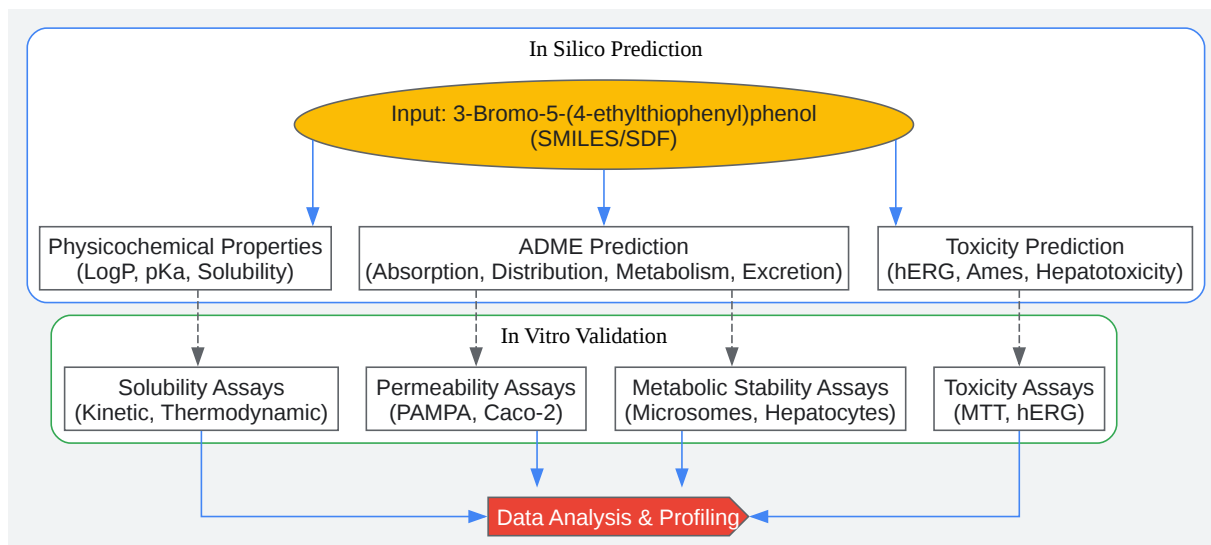 In Silico Prediction
Input: 3-Bromo-5-(4-ethylthiophenyl)phenol
(SMILES/SDF)
Physicochemical Properties
(LogP, pKa, Solubility)
ADME Prediction
(Absorption, Distribution, Metabolism, Excretion)
Toxicity Prediction
(hERG, Ames, Hepatotoxicity)
In Vitro Validation
Solubility Assays
(Kinetic, Thermodynamic)
Permeability Assays
(PAMPA, Caco-2)
Metabolic Stability Assays
(Microsomes, Hepatocytes)
Toxicity Assays
(MTT, hERG)
Data Analysis & Profiling